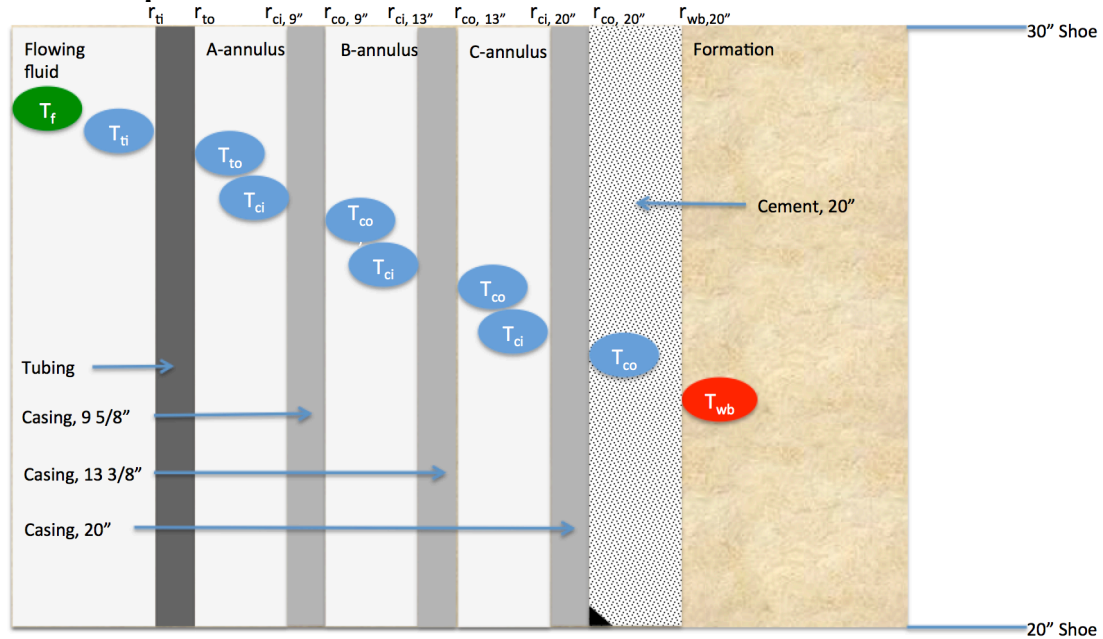 r_ti r_to r_ci, 9” r_co, 9” r_ci, 13” r_co, 13” r_ci, 20” r_co, 20” r_wb,20”
30” Shoe
Flowing
fluid
A-annulus
B-annulus
C-annulus
Formation
T_f
T_ti
T_to
T_ci
T_co
,
T_ci
T_co
T_ci
T_co
T_wb
Cement, 20”
Tubing
Casing, 9 5/8”
Casing, 13 3/8”
Casing, 20”
20” Shoe